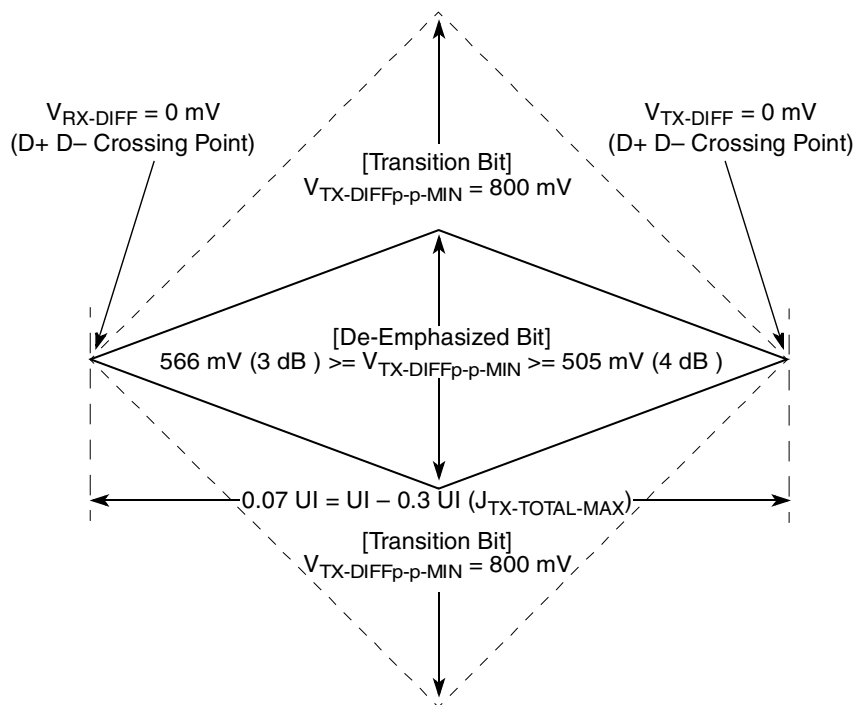 V_RX-DIFF = 0 mV
(D+ D– Crossing Point)
V_TX-DIFF = 0 mV
(D+ D– Crossing Point)
[Transition Bit]
V_TX-DIFFp-p-MIN = 800 mV
[De-Emphasized Bit]
566 mV (3 dB ) >= V_TX-DIFFp-p-MIN >= 505 mV (4 dB )
0.07 UI = UI – 0.3 UI (J_TX-TOTAL-MAX)
[Transition Bit]
V_TX-DIFFp-p-MIN = 800 mV